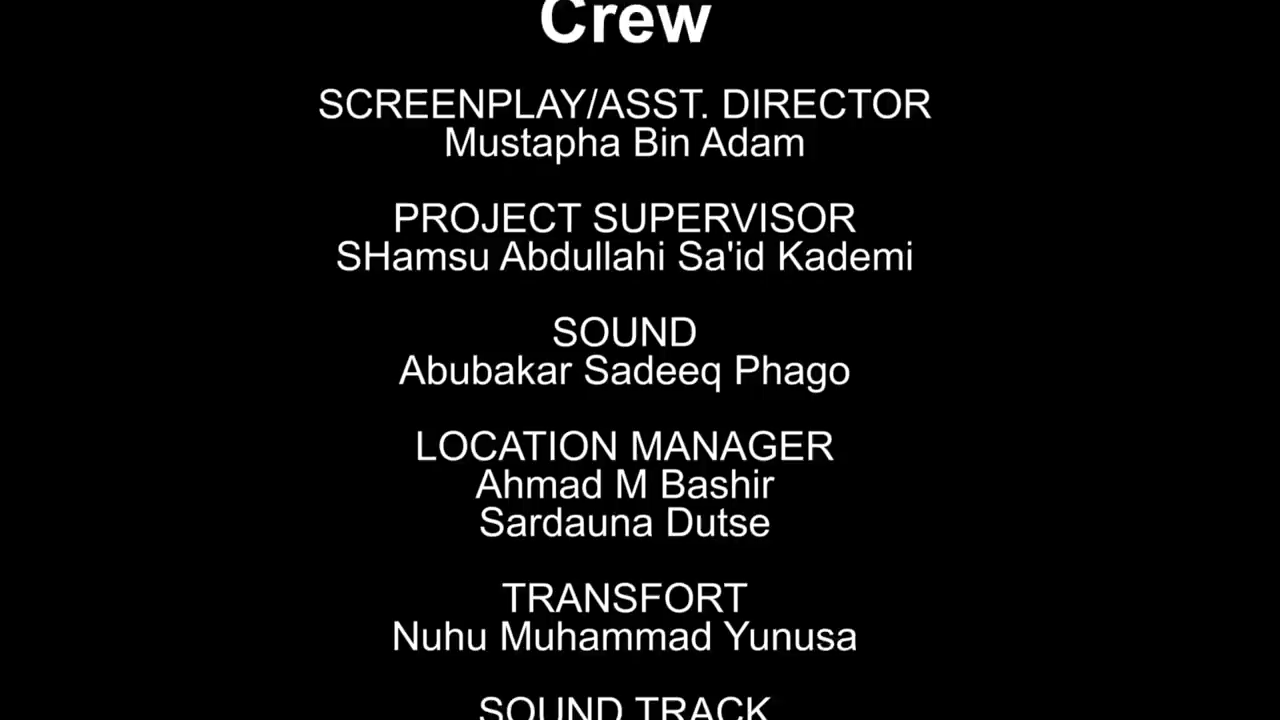 Crew
SCREENPLAY/ASST. DIRECTOR
Mustapha Bin Adam
PROJECT SUPERVISOR
SHamsu Abdullahi Sa'id Kademi
SOUND
Abubakar Sadeeq Phago
LOCATION MANAGER
Ahmad M Bashir
Sardauna Dutse
TRANSFORT
Nuhu Muhammad Yunusa
SOUND TRACK